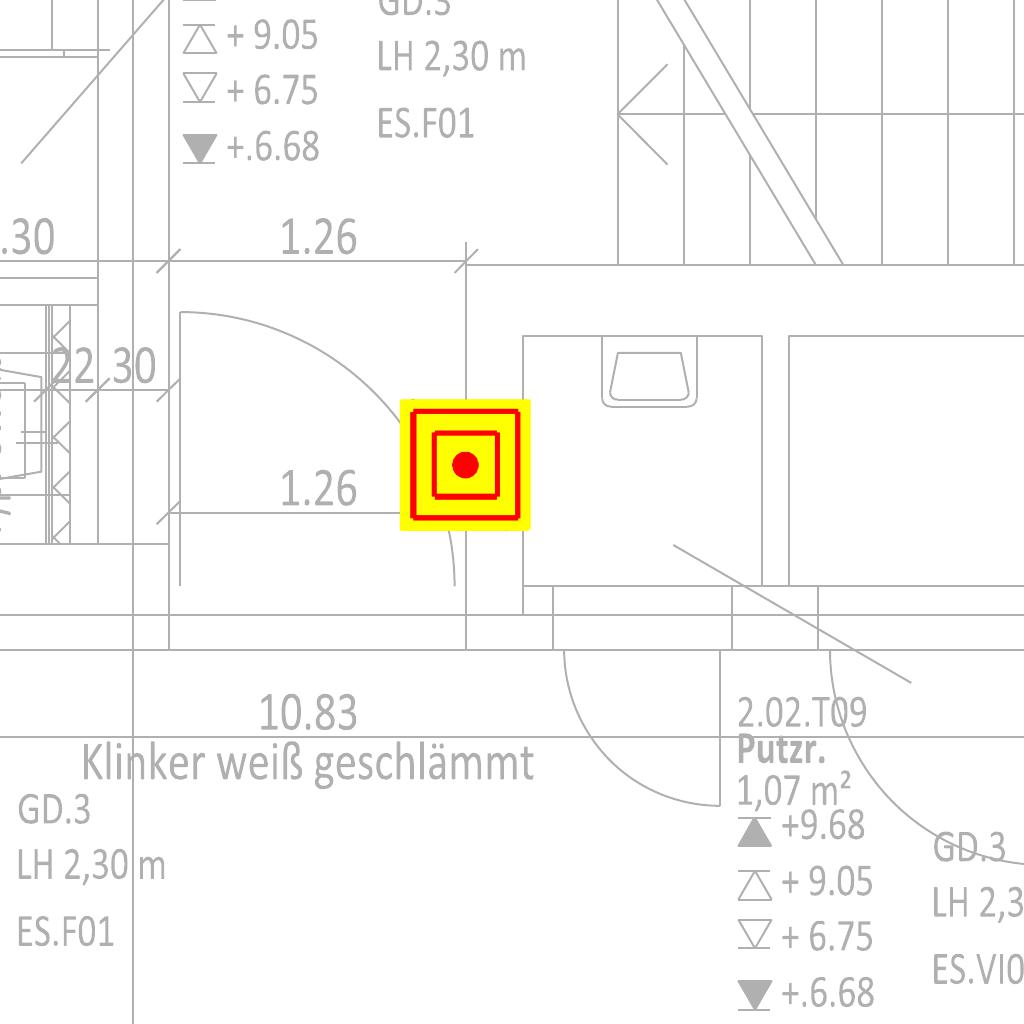 GD.3
+ 9.05
LH 2,30 m
+ 6.75
ES.F01
+.6.68
.30
1.26
22 30
1.26
10.83
Klinker weiß geschlämmt
2.02.T09
Putzr.
1,07 m²
GD.3
LH 2,30 m
ES.F01
+9.68
+ 9.05
+ 6.75
+.6.68
GD.3
LH 2,3
ES.VI0